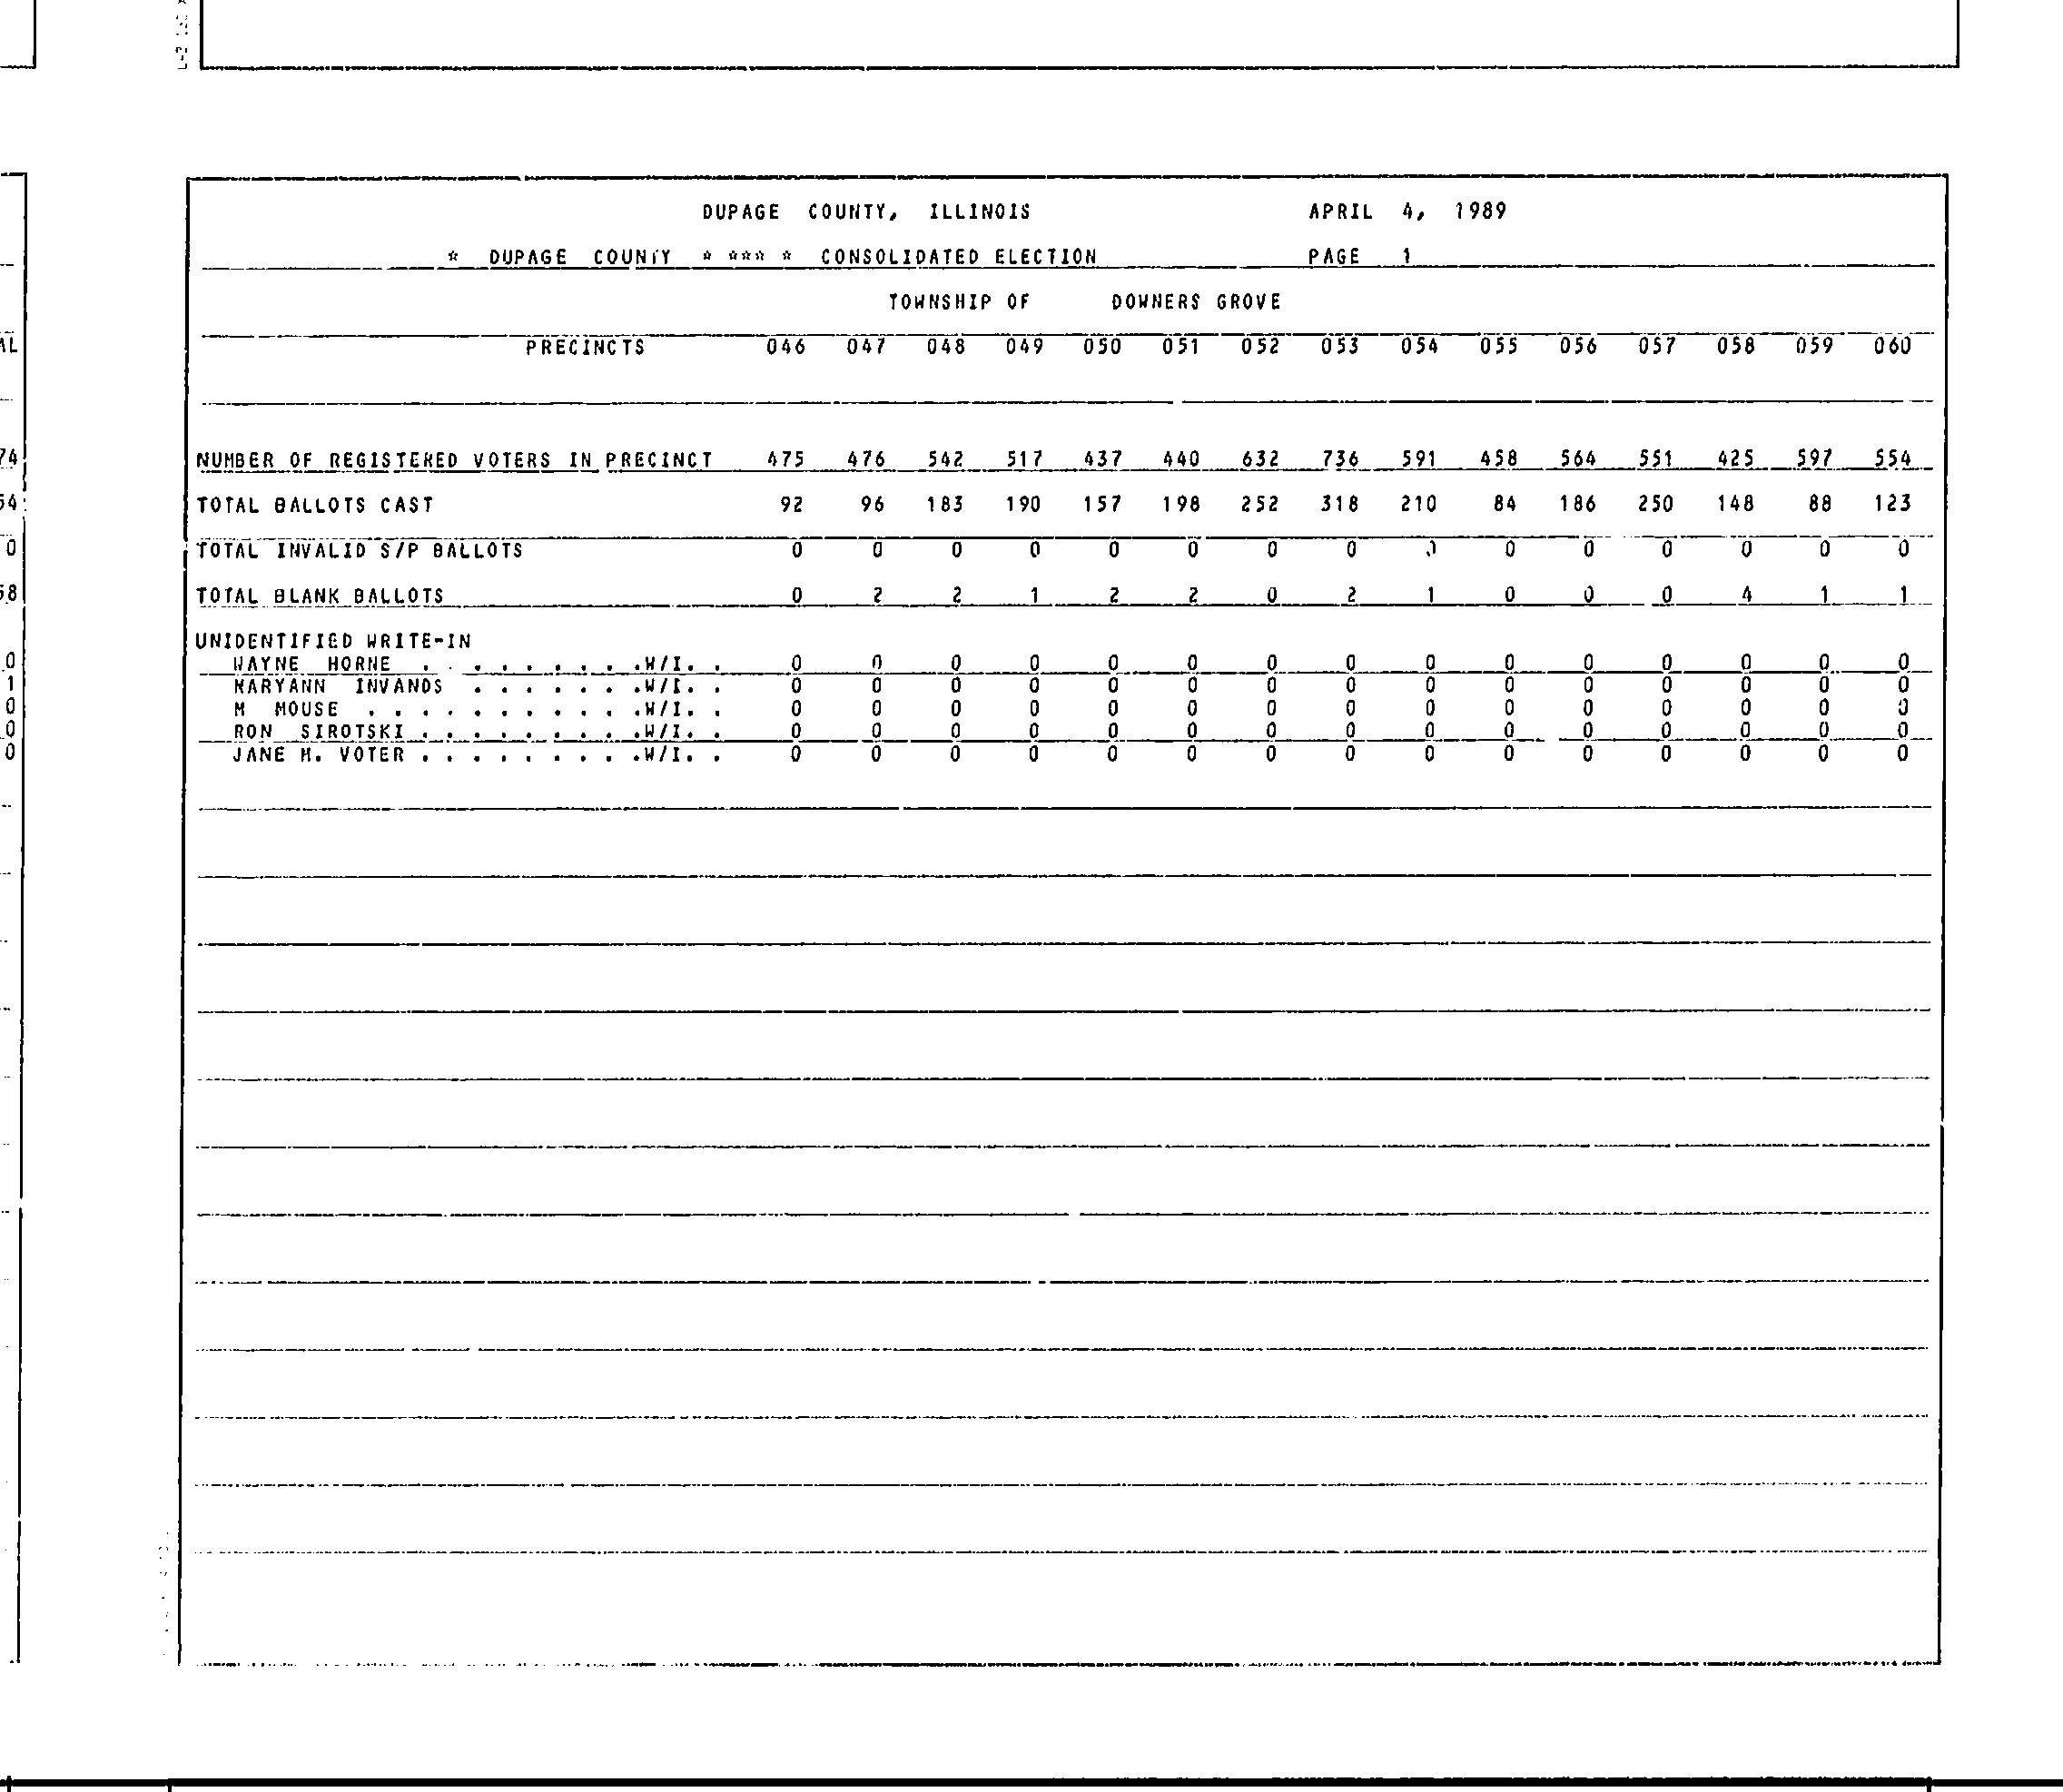 DUPAGE COUNTY, ILLINOIS APRIL 4, 1989
* DUPAGE COUNTY * *** * CONSOLIDATED ELECTION PAGE 1
TOWNSHIP OF DOWNERS GROVE
PRECINCTS 046 047 048 049 050 051 052 053 054 055 056 057 058 059 060
NUMBER OF REGISTERED VOTERS IN PRECINCT 475 476 542 517 437 440 632 736 591 458 564 551 425 597 554
TOTAL BALLOTS CAST 92 96 183 190 157 198 252 318 210 84 186 250 148 88 123
TOTAL INVALID S/P BALLOTS 0 0 0 0 0 0 0 0 0 0 0 0 0 0 0
TOTAL BLANK BALLOTS 0 2 2 1 2 2 0 2 1 0 0 0 4 1 1
UNIDENTIFIED WRITE-IN
WAYNE HORNE . . . . . . . . .W/I. . 0 0 0 0 0 0 0 0 0 0 0 0 0 0 0
MARYANN INVANDS . . . . . . .W/I. . 0 0 0 0 0 0 0 0 0 0 0 0 0 0 0
M MOUSE . . . . . . . . . . .W/I. . 0 0 0 0 0 0 0 0 0 0 0 0 0 0 0
RON SIROTSKI . . . . . . . . .W/I. . 0 0 0 0 0 0 0 0 0 0 0 0 0 0 0
JANE M. VOTER . . . . . . . . .W/I. . 0 0 0 0 0 0 0 0 0 0 0 0 0 0 0